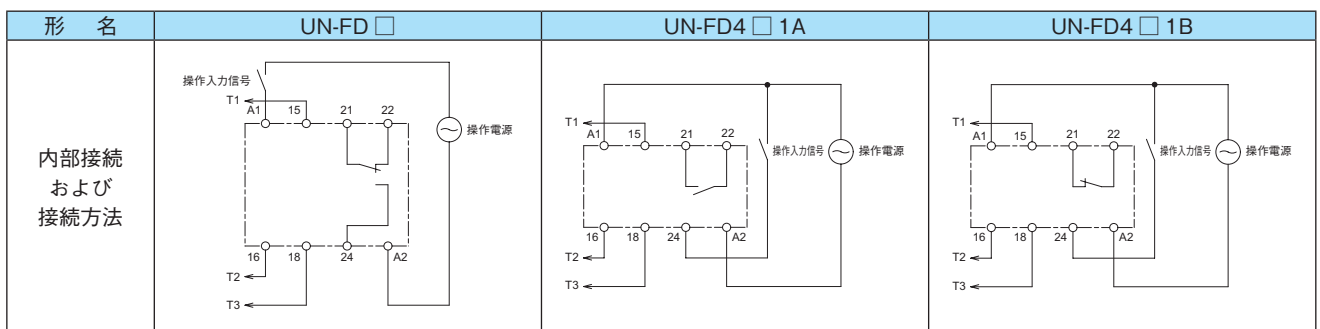 形 名
UN-FD □
UN-FD4 □ 1A
UN-FD4 □ 1B
内部接続
および
接続方法
操作入力信号
T1
A1 15 21 22
操作電源
16 18 24 A2
T2
T3
T1
A1 15 21 22
操作入力信号
操作電源
16 18 24 A2
T2
T3
T1
A1 15 21 22
操作入力信号
操作電源
16 18 24 A2
T2
T3